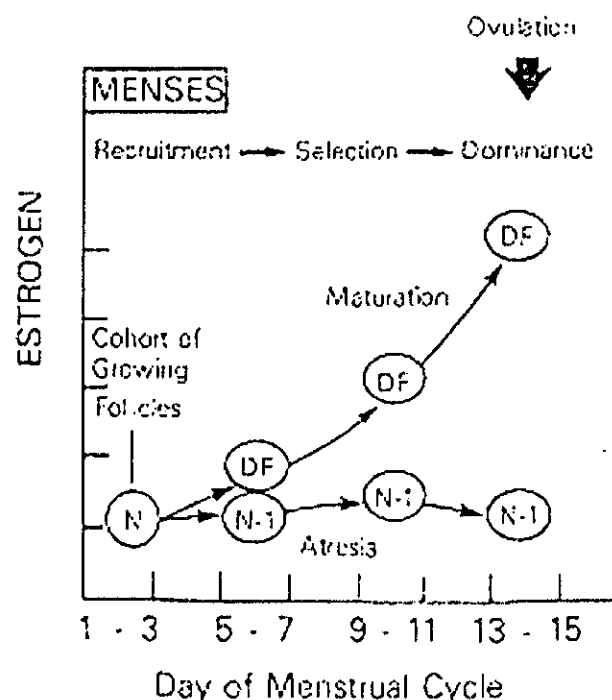 Ovulation
MENSES
Recruitment → Selection → Dominance
ESTROGEN
DF
Maturation
Cohort of
Growing
Follicles
DF
DF
N
N-1
N-1
N-1
Atresia
1 - 3 5 - 7 9 - 11 13 - 15
Day of Menstrual Cycle